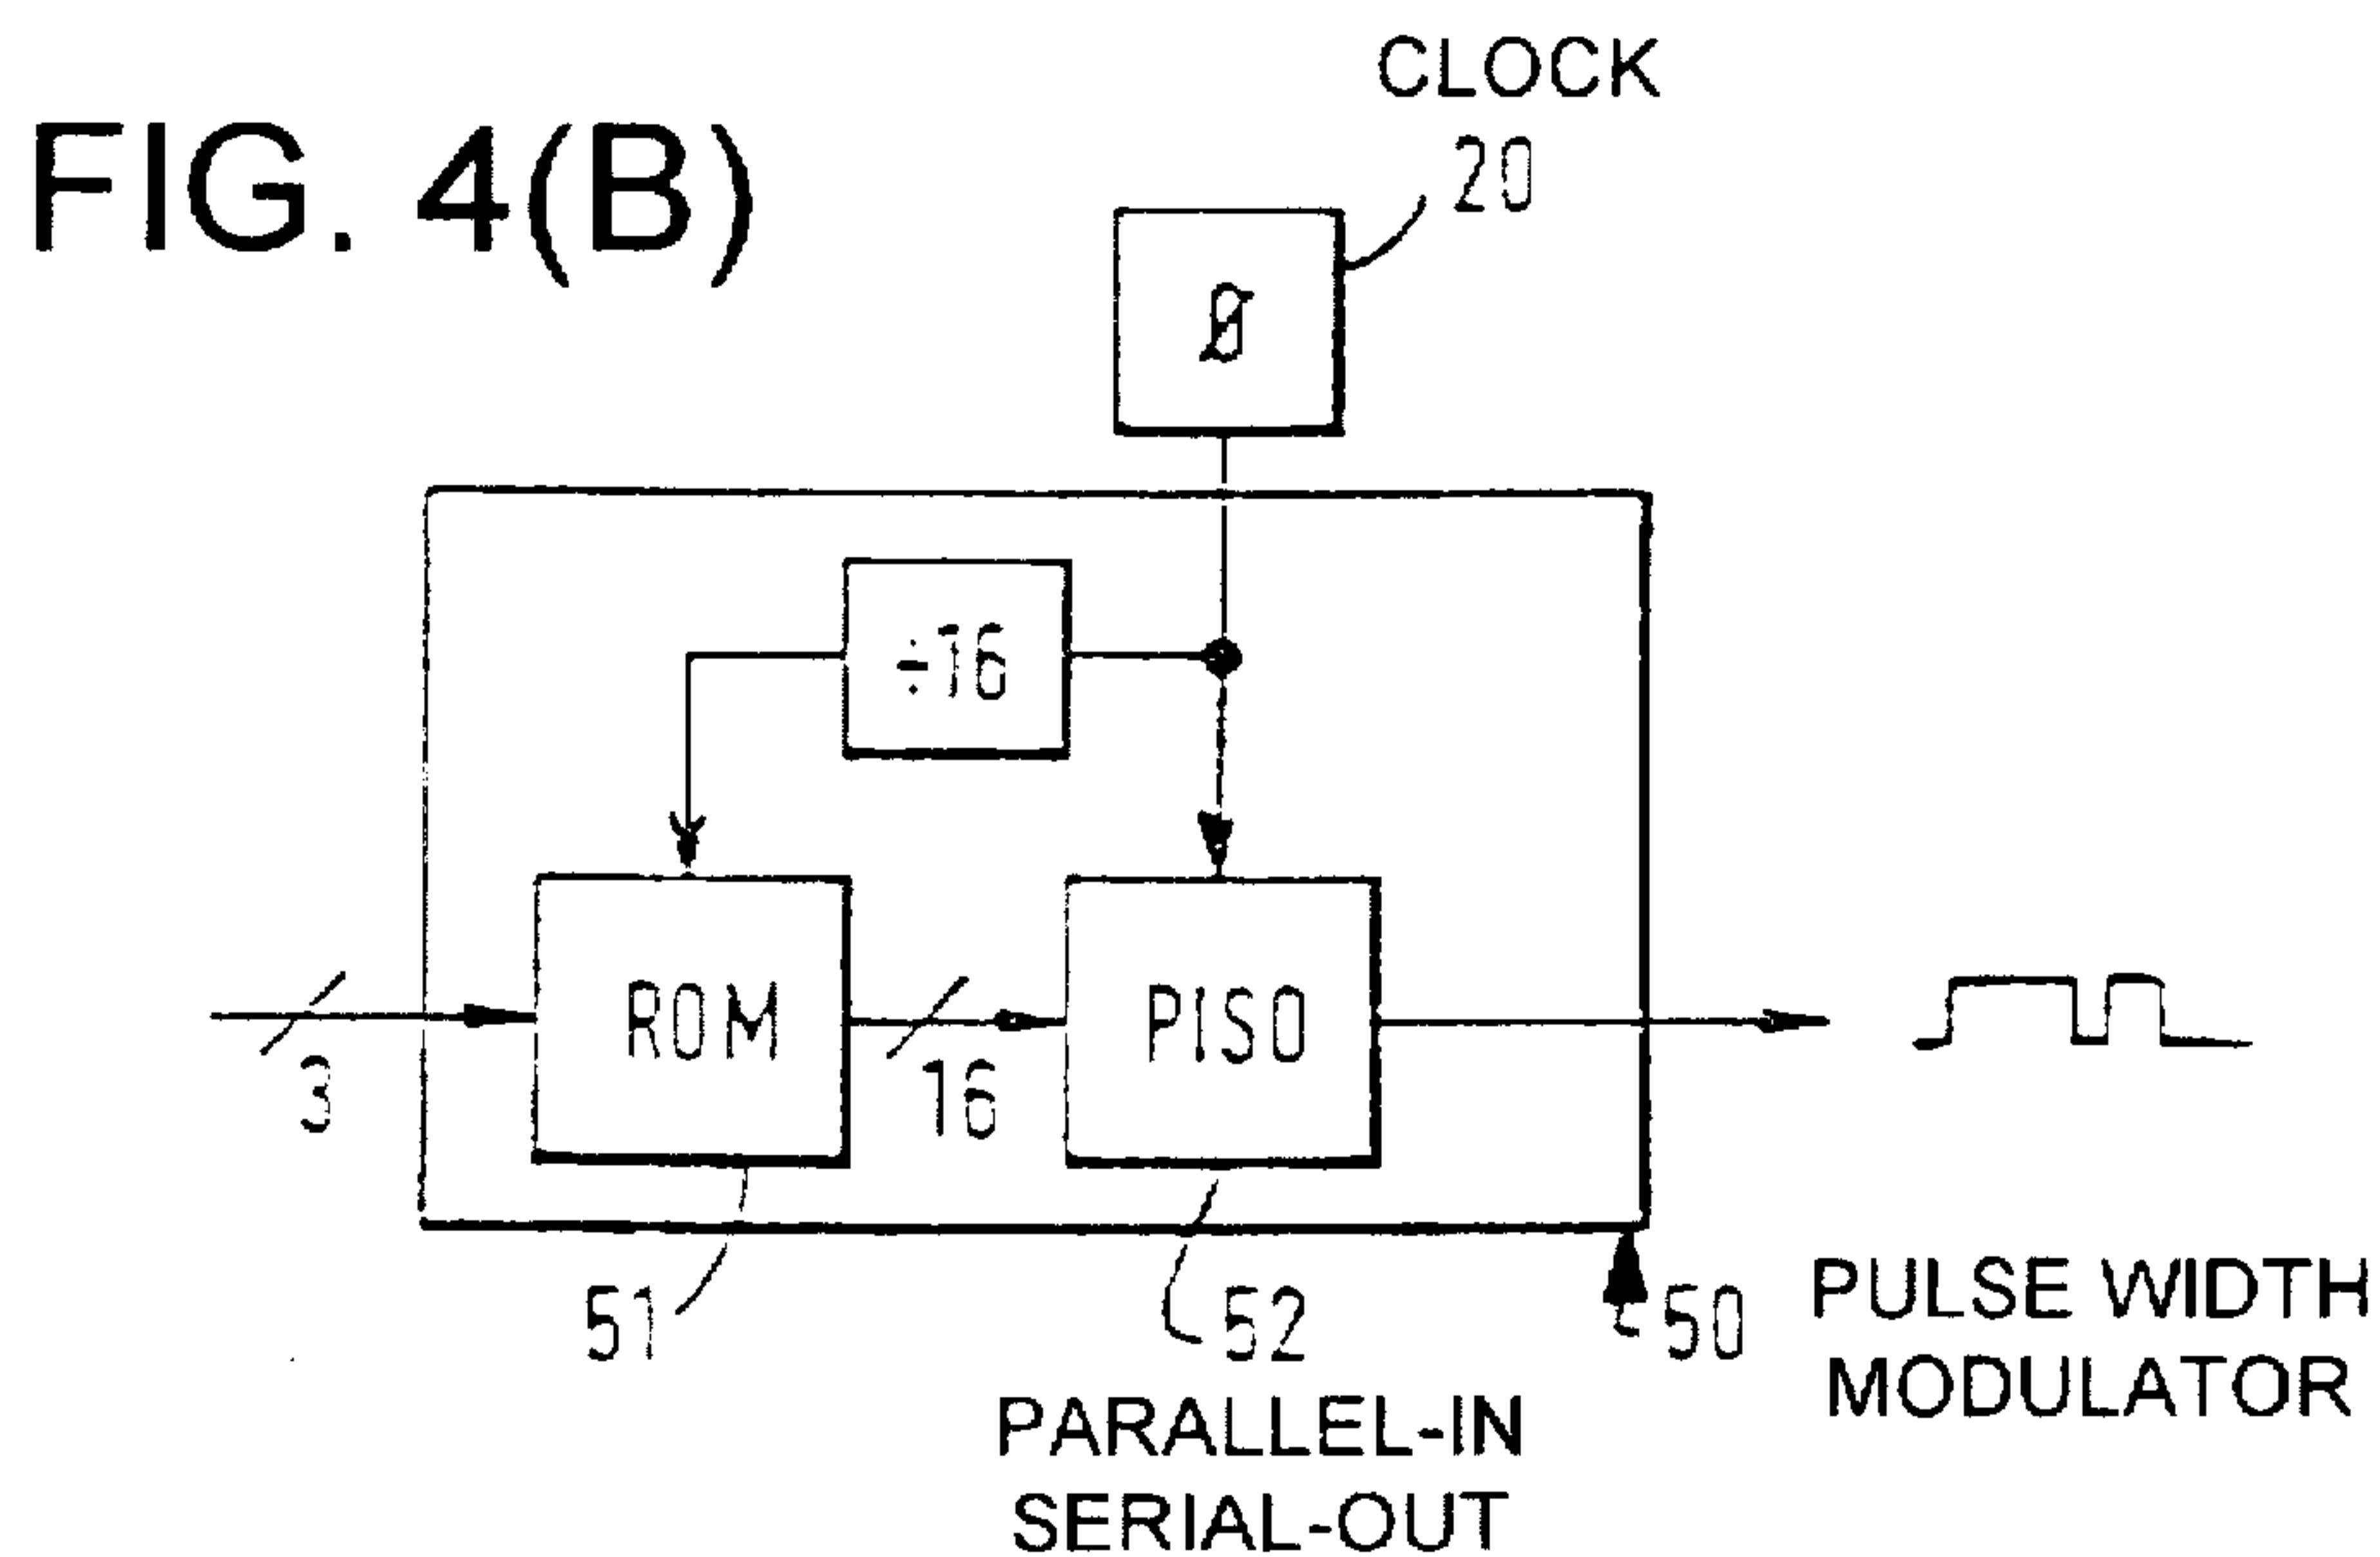 FIG. 4(B)
CLOCK
20
Ø
÷16
ROM
PISO
3
16
51
52
50
PULSE WIDTH
MODULATOR
PARALLEL-IN
SERIAL-OUT